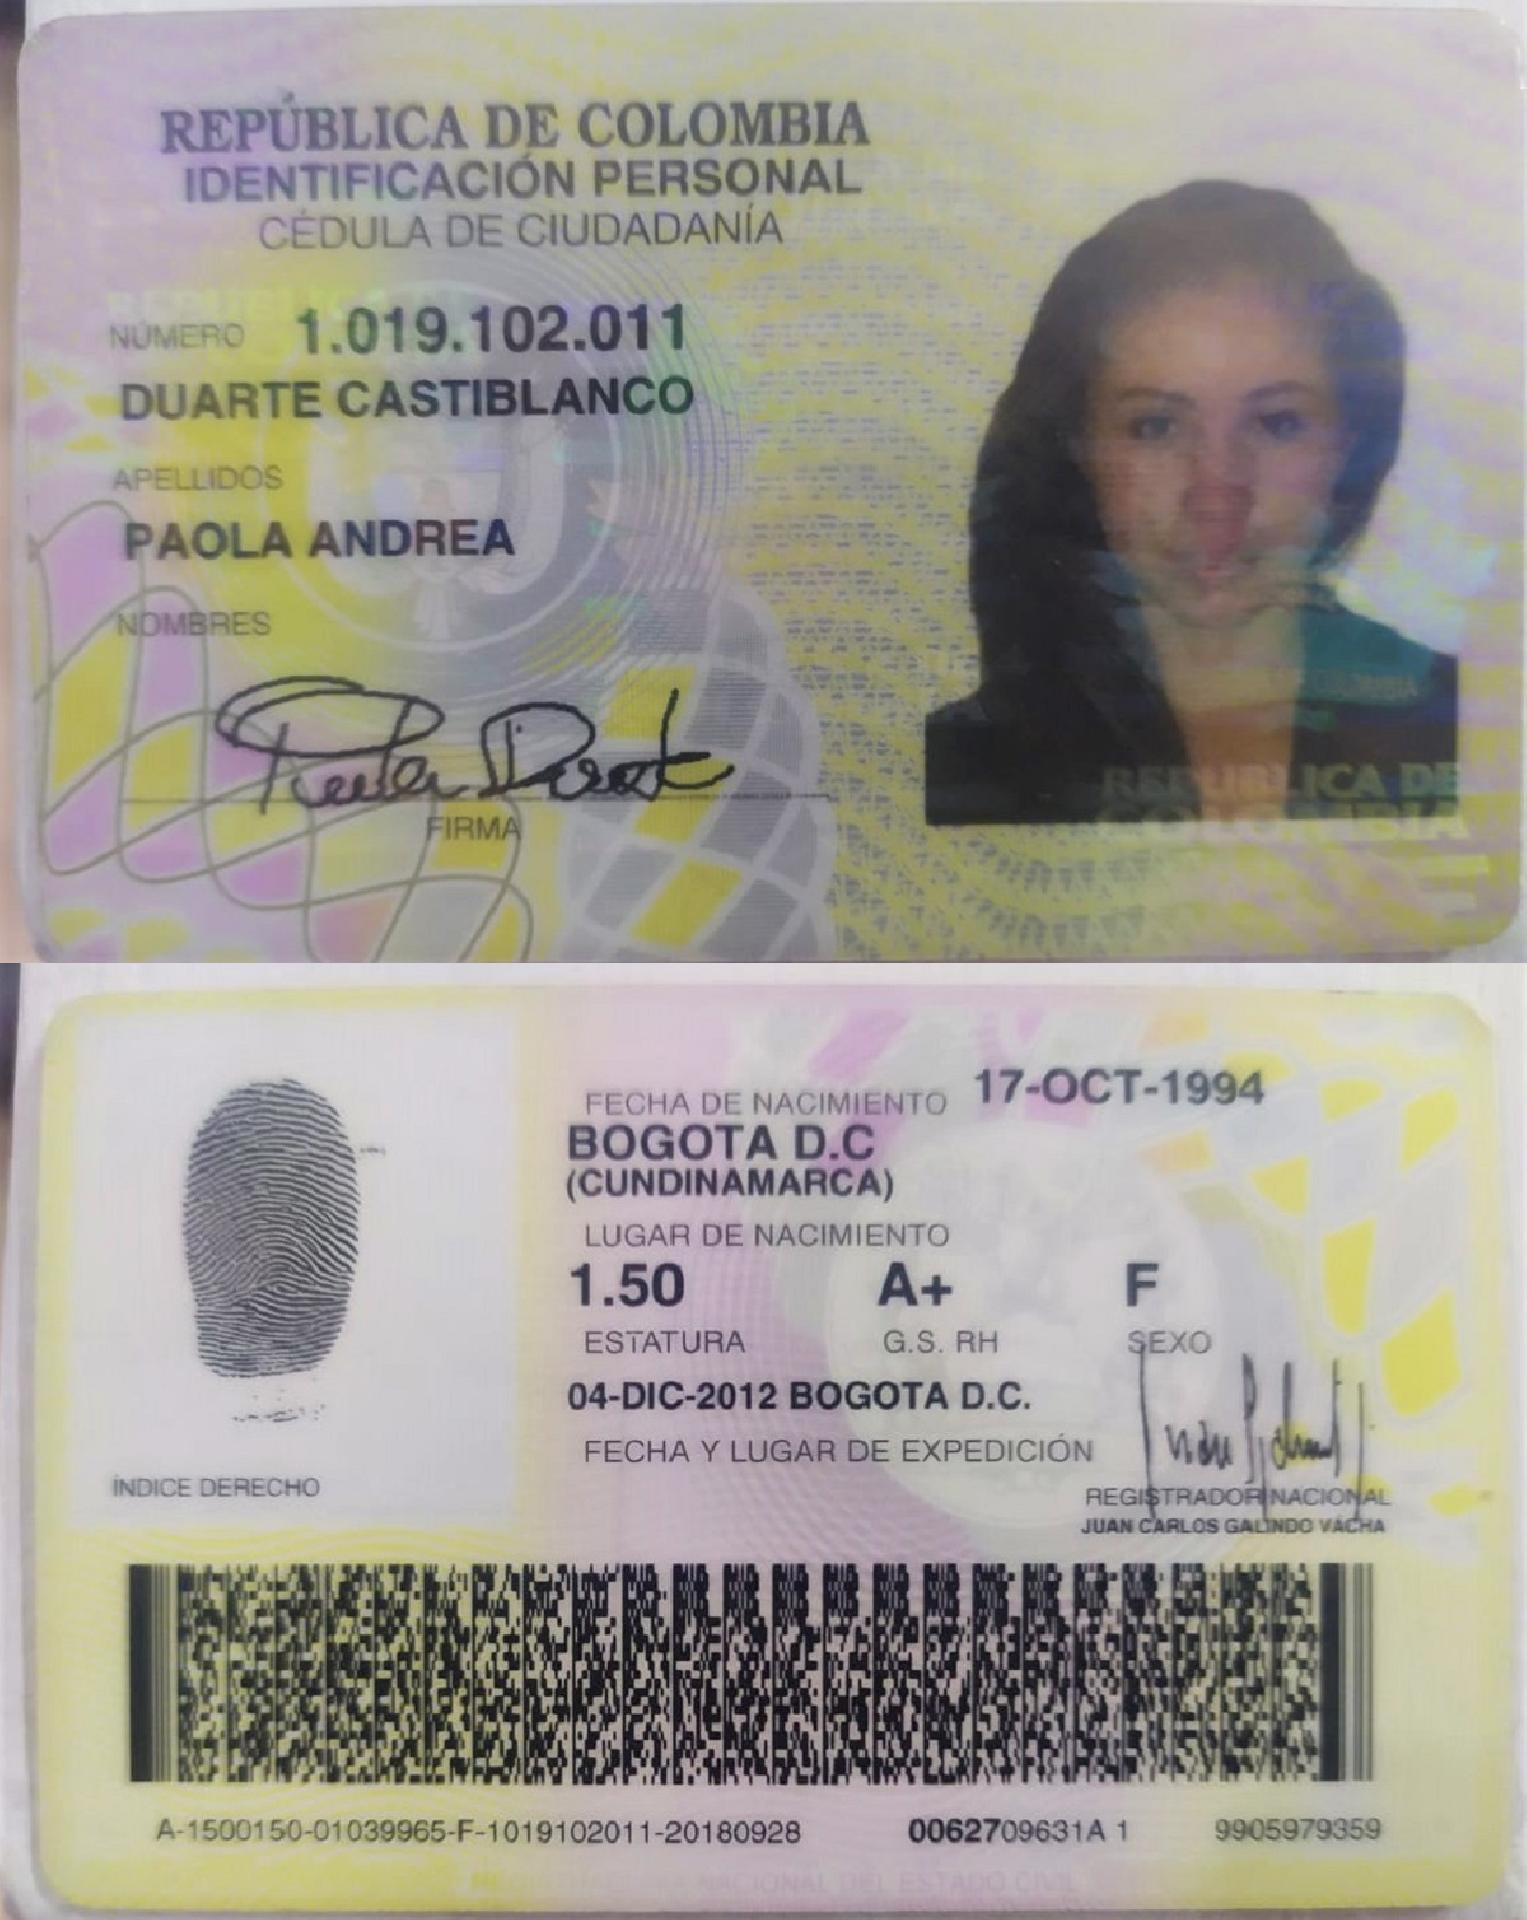 REPÚBLICA DE COLOMBIA
IDENTIFICACIÓN PERSONAL
CÉDULA DE CIUDADANÍA
NÚMERO 1.019.102.011
DUARTE CASTIBLANCO
APELLIDOS
PAOLA ANDREA
NOMBRES
FIRMA
REPUBLICA DE
COLOMBIA
FECHA DE NACIMIENTO 17-OCT-1994
BOGOTA D.C
(CUNDINAMARCA)
LUGAR DE NACIMIENTO
1.50 A+ F
ESTATURA G.S. RH SEXO
04-DIC-2012 BOGOTA D.C.
FECHA Y LUGAR DE EXPEDICIÓN
ÍNDICE DERECHO
REGISTRADOR NACIONAL
JUAN CARLOS GALINDO VÁCHA
A-1500150-01039965-F-1019102011-20180928 0062709631A 1 9905979359
NACIONAL DEL ESTADO CIVIL